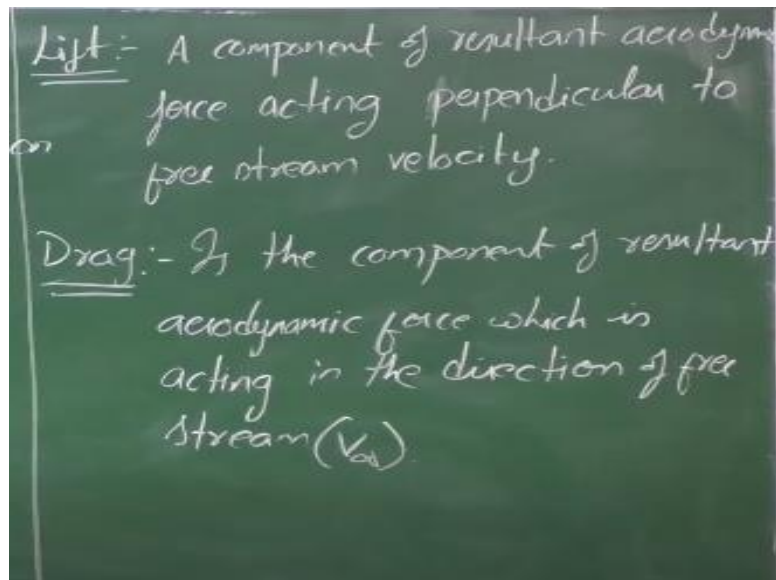 Lift:- A component of resultant aerodyma
force acting perpendicular to
on
free stream velocity.
Drag:- Is the component of resultant
aerodynamic force which is
acting in the direction of free
stream (V∞)